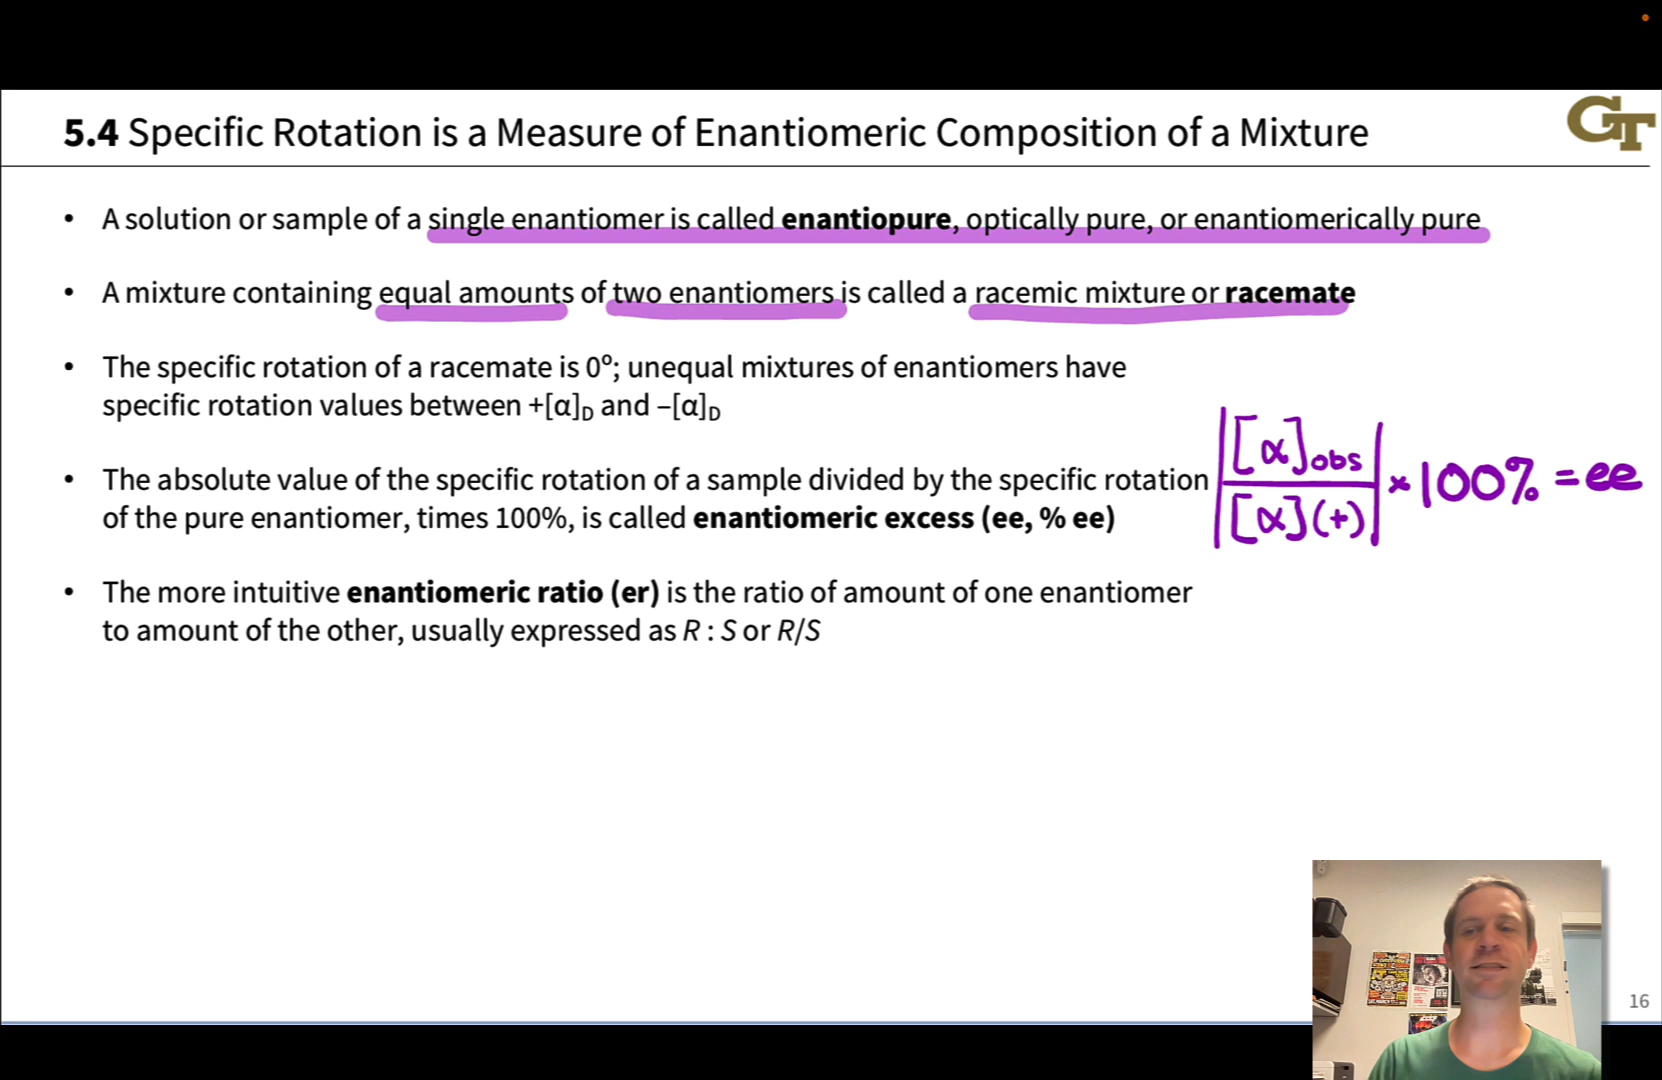 5.4 Specific Rotation is a Measure of Enantiomeric Composition of a Mixture
GT
• A solution or sample of a single enantiomer is called enantiopure, optically pure, or enantiomerically pure
• A mixture containing equal amounts of two enantiomers is called a racemic mixture or racemate
• The specific rotation of a racemate is 0º; unequal mixtures of enantiomers have
specific rotation values between +[α]D and –[α]D
• The absolute value of the specific rotation of a sample divided by the specific rotation
of the pure enantiomer, times 100%, is called enantiomeric excess (ee, % ee)
|[α]obs / [α](+)| × 100% = ee
• The more intuitive enantiomeric ratio (er) is the ratio of amount of one enantiomer
to amount of the other, usually expressed as R : S or R/S
16